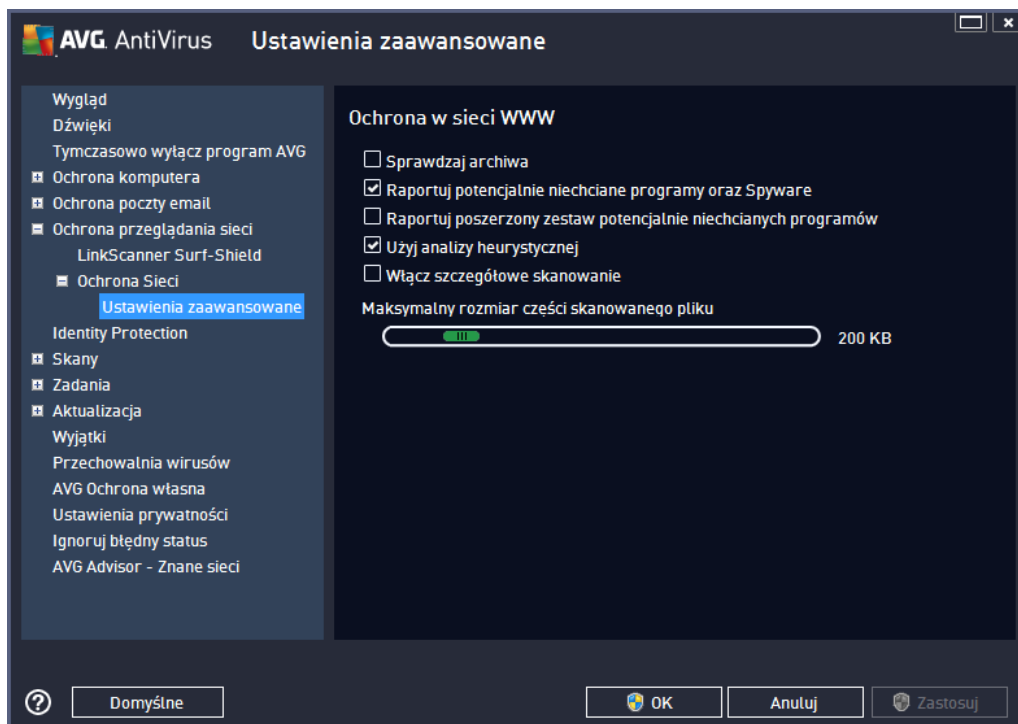 AVG. AntiVirus Ustawienia zaawansowane
Wygląd
Dźwięki
Tymczasowo wyłącz program AVG
Ochrona komputera
Ochrona poczty email
Ochrona przeglądania sieci
LinkScanner Surf-Shield
Ochrona Sieci
Ustawienia zaawansowane
Identity Protection
Skany
Zadania
Aktualizacja
Wyjątki
Przechowalnia wirusów
AVG Ochrona własna
Ustawienia prywatności
Ignoruj błędny status
AVG Advisor - Znane sieci
Ochrona w sieci WWW
Sprawdzaj archiwa
Raportuj potencjalnie niechciane programy oraz Spyware
Raportuj poszerzony zestaw potencjalnie niechcianych programów
Użyj analizy heurystycznej
Włącz szczegółowe skanowanie
Maksymalny rozmiar części skanowanego pliku
200 KB
? Domyślne OK Anuluj Zastosuj